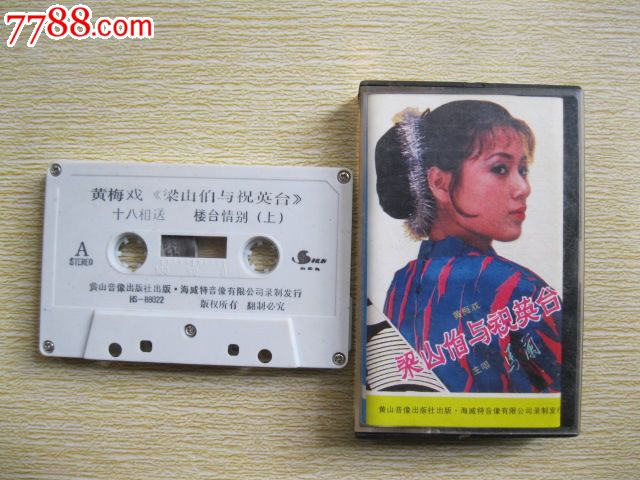 7788.com
黄梅戏《梁山伯与祝英台》
十八相送 楼台情别(上)
A
STEREO
黄山音像出版社出版·海威特音像有限公司录制发行
HS-88022
版权所有 翻制必究
黄梅戏
梁山伯与祝英台
主唱 马兰
黄山音像出版社出版·海威特音像有限公司录制发行